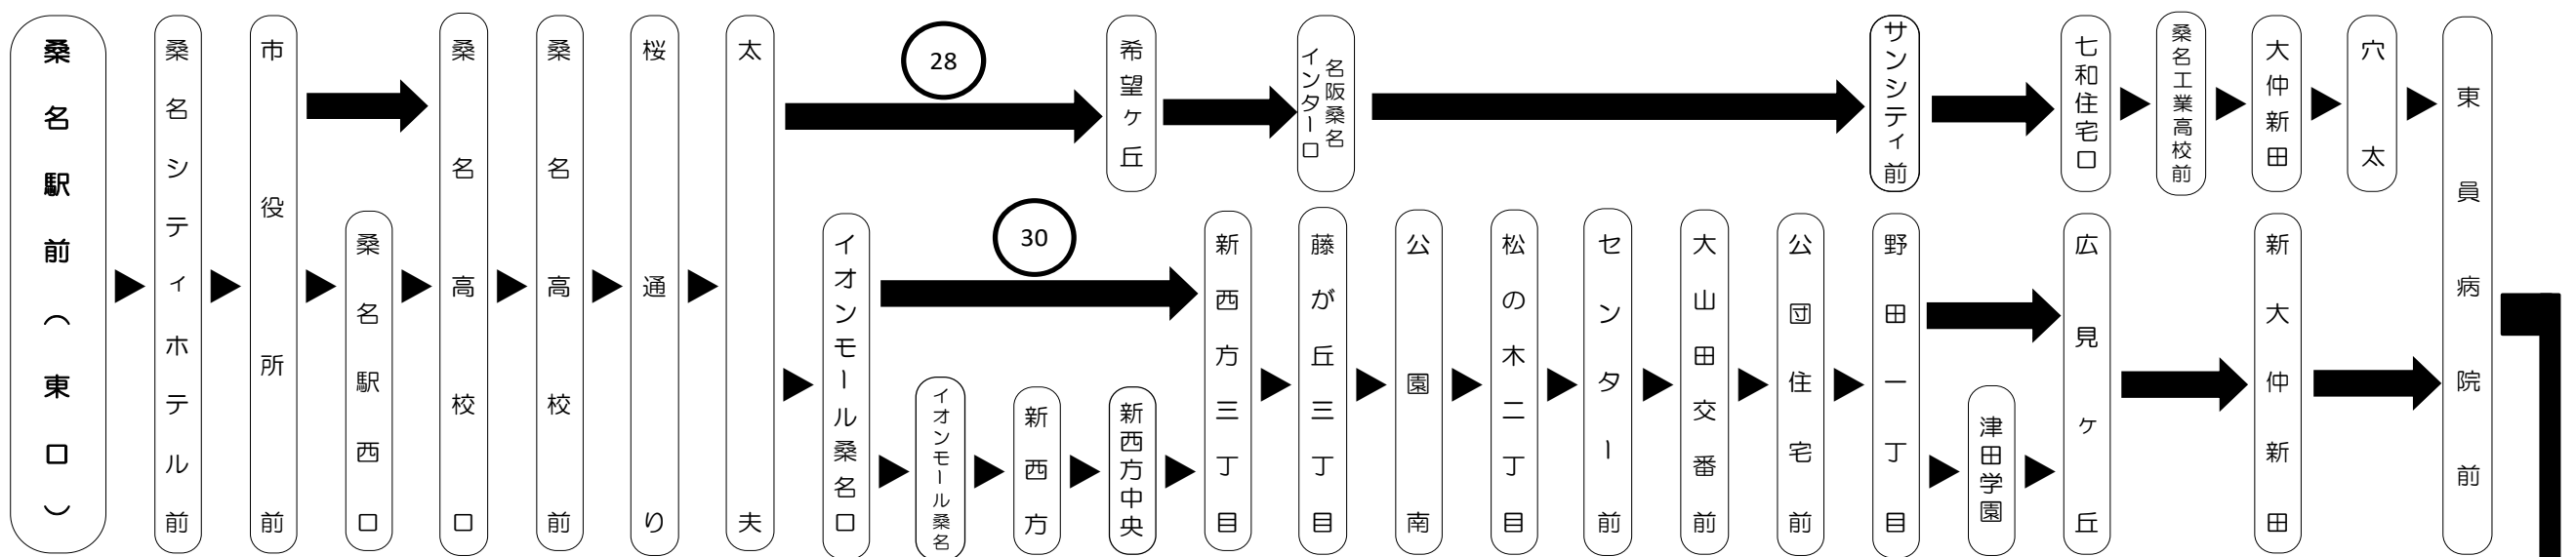 桑名駅前（東口）
桑名シティホテル前
市役所前
桑名駅西口
桑名高校口
桑名高校前
桜通り
太夫
28
希望ヶ丘
名阪桑名
インター口
サンシティ前
七和住宅口
桑名工業高校前
大仲新田
穴太
東員病院前
イオンモール桑名口
30
イオンモール桑名
新西方
新西方中央
新西方三丁目
藤が丘三丁目
公園南
松の木二丁目
センター前
大山田交番前
公団住宅前
野田一丁目
津田学園
広見ヶ丘
新大仲新田